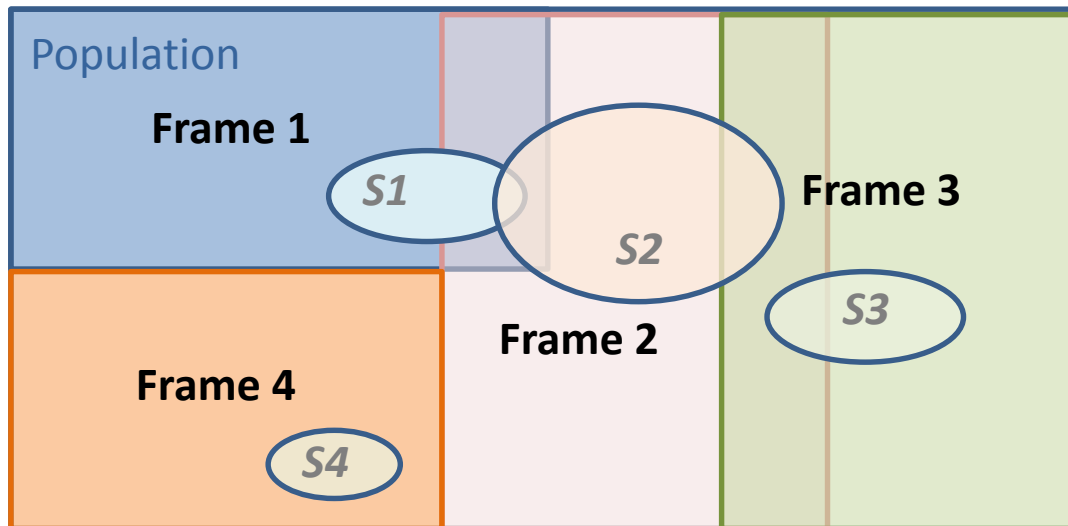 Population
Frame 1
S1
Frame 3
S2
S3
Frame 2
Frame 4
S4